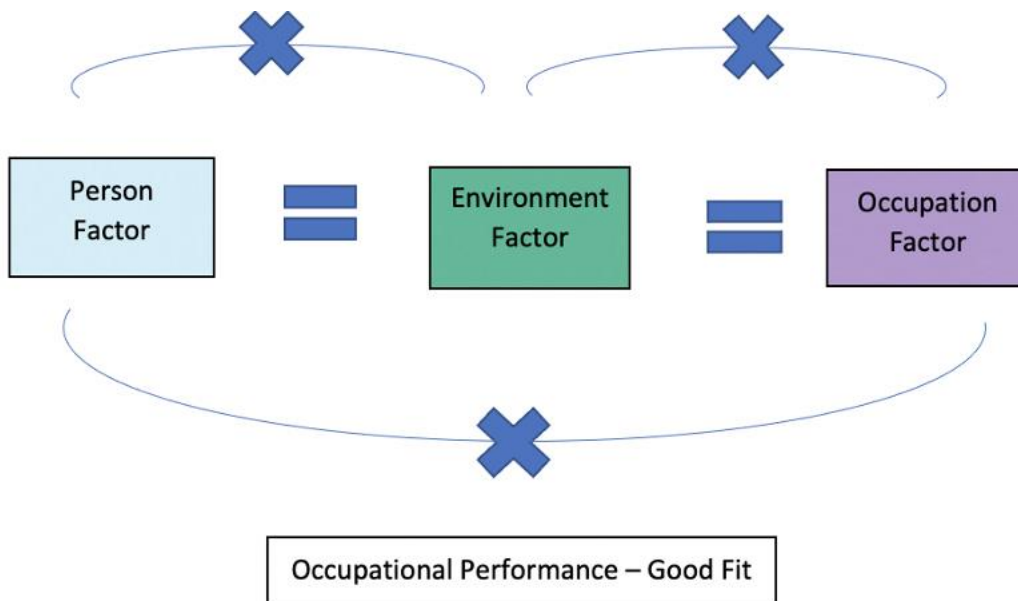 Person
Factor
Environment
Factor
Occupation
Factor
Occupational Performance – Good Fit